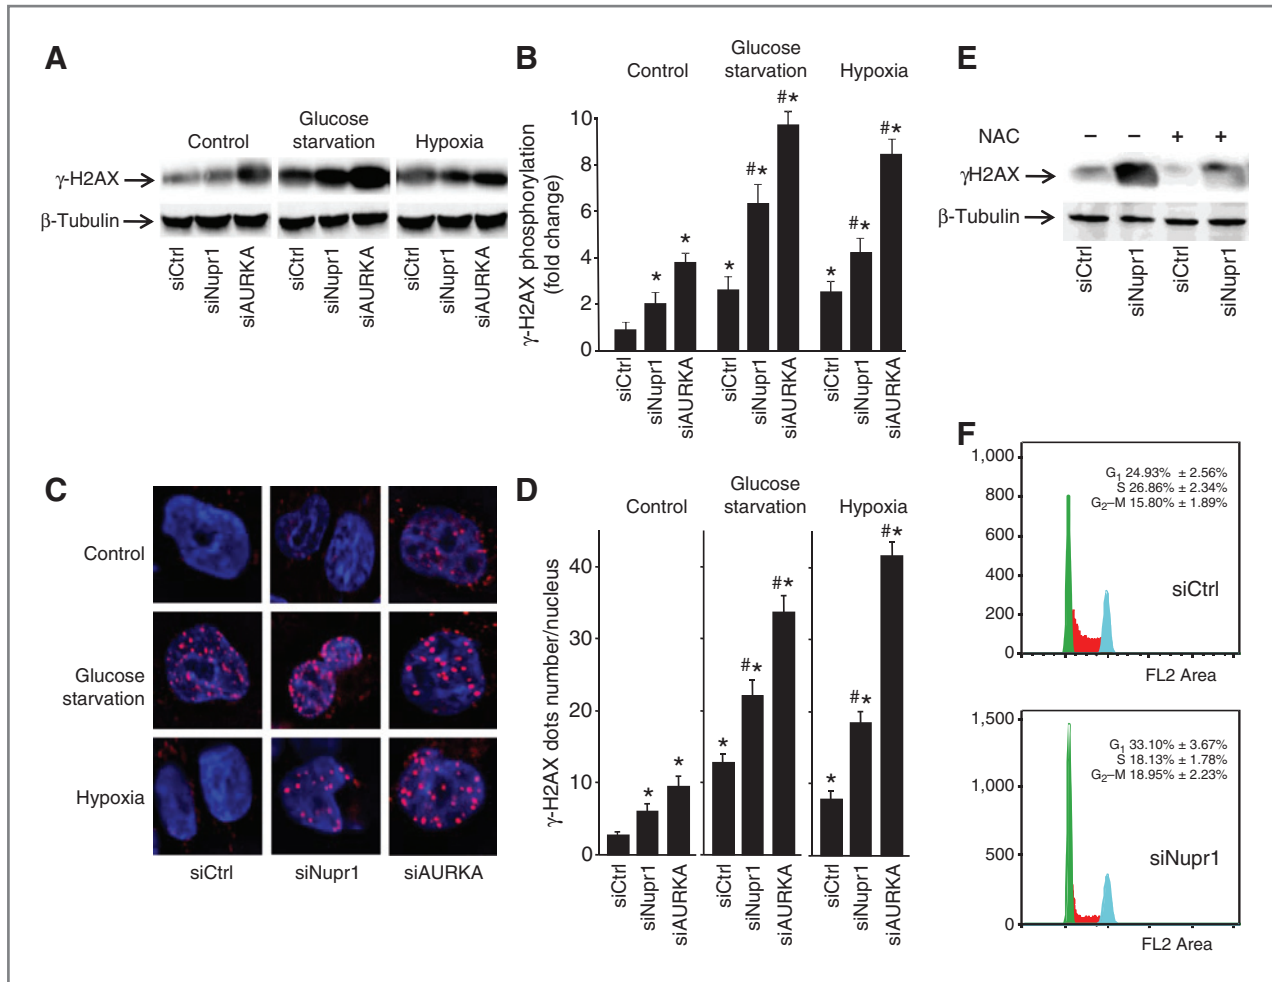 A
Control
Glucose
starvation
Hypoxia
γ-H2AX
β-Tubulin
siCtrl
siNupr1
siAURKA
siCtrl
siNupr1
siAURKA
siCtrl
siNupr1
siAURKA
B
Control
Glucose
starvation
Hypoxia
γ-H2AX phosphorylation
(fold change)
10
8
6
4
2
0
*
*
*
#*
#*
*
#*
#*
siCtrl
siNupr1
siAURKA
siCtrl
siNupr1
siAURKA
siCtrl
siNupr1
siAURKA
E
NAC – – + +
γH2AX
β-Tubulin
siCtrl
siNupr1
siCtrl
siNupr1
C
Control
Glucose
starvation
Hypoxia
siCtrl siNupr1 siAURKA
D
Control
Glucose
starvation
Hypoxia
γ-H2AX dots number/nucleus
40
30
20
10
0
*
*
*
#*
#*
*
#*
#*
siCtrl
siNupr1
siAURKA
siCtrl
siNupr1
siAURKA
siCtrl
siNupr1
siAURKA
F
1,000
800
600
400
200
0
G1 24.93% ± 2.56%
S 26.86% ± 2.34%
G2–M 15.80% ± 1.89%
siCtrl
FL2 Area
1,500
1,000
500
0
G1 33.10% ± 3.67%
S 18.13% ± 1.78%
G2–M 18.95% ± 2.23%
siNupr1
FL2 Area